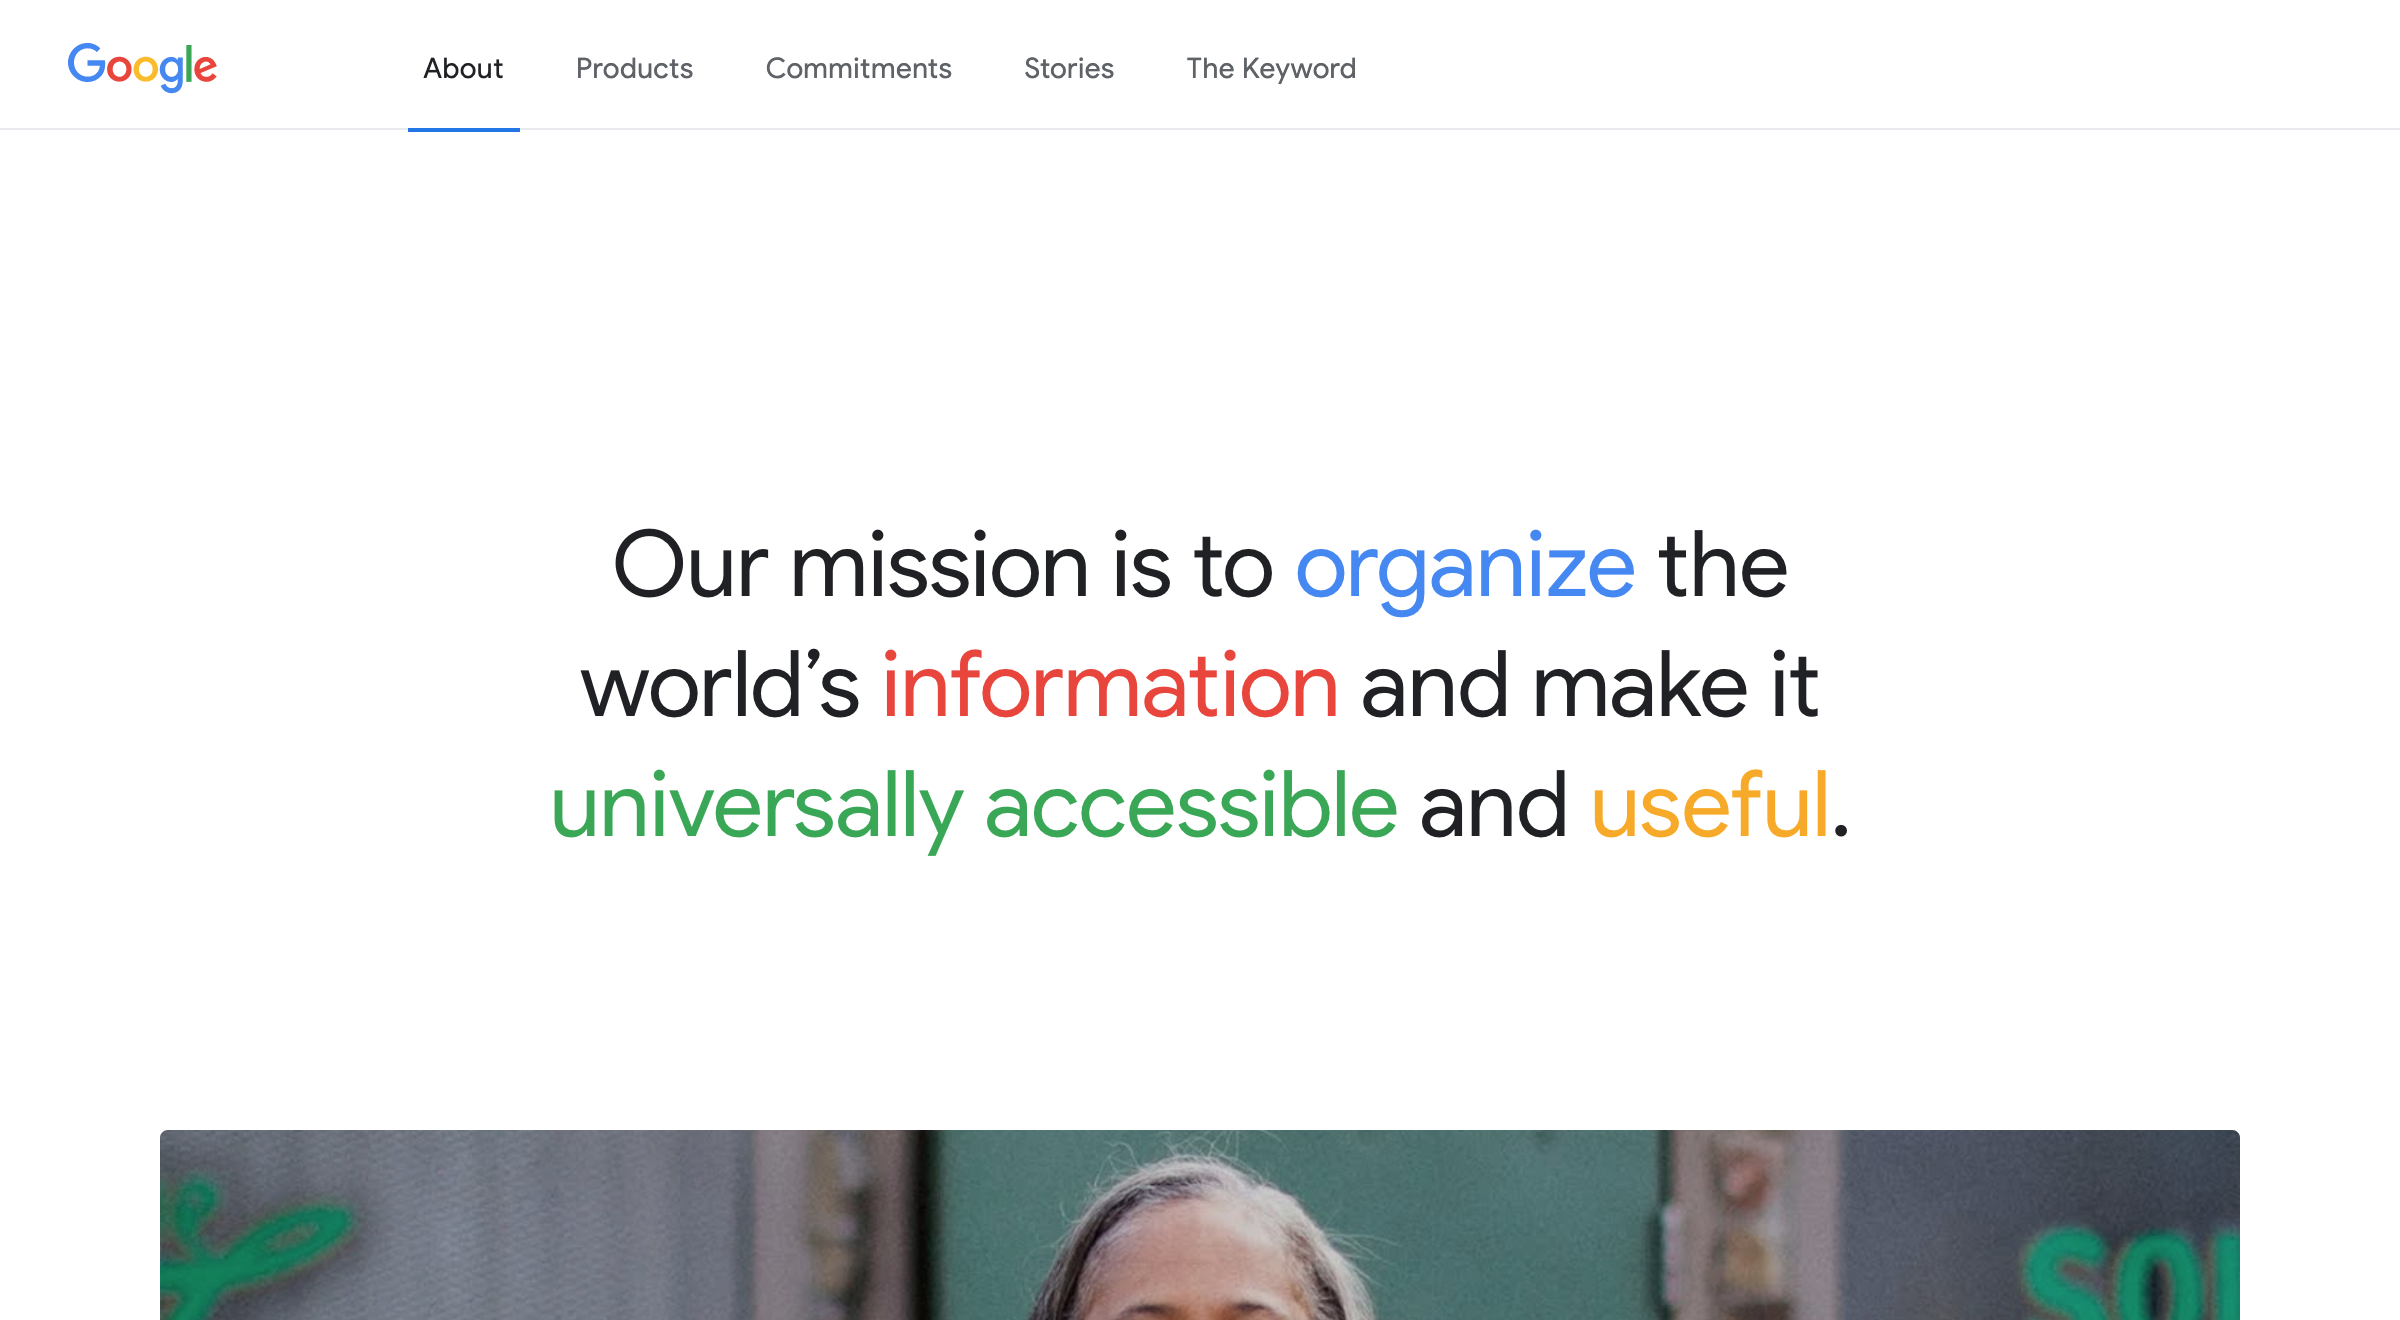 Google About Products Commitments Stories The Keyword
Our mission is to organize the
world’s information and make it
universally accessible and useful.